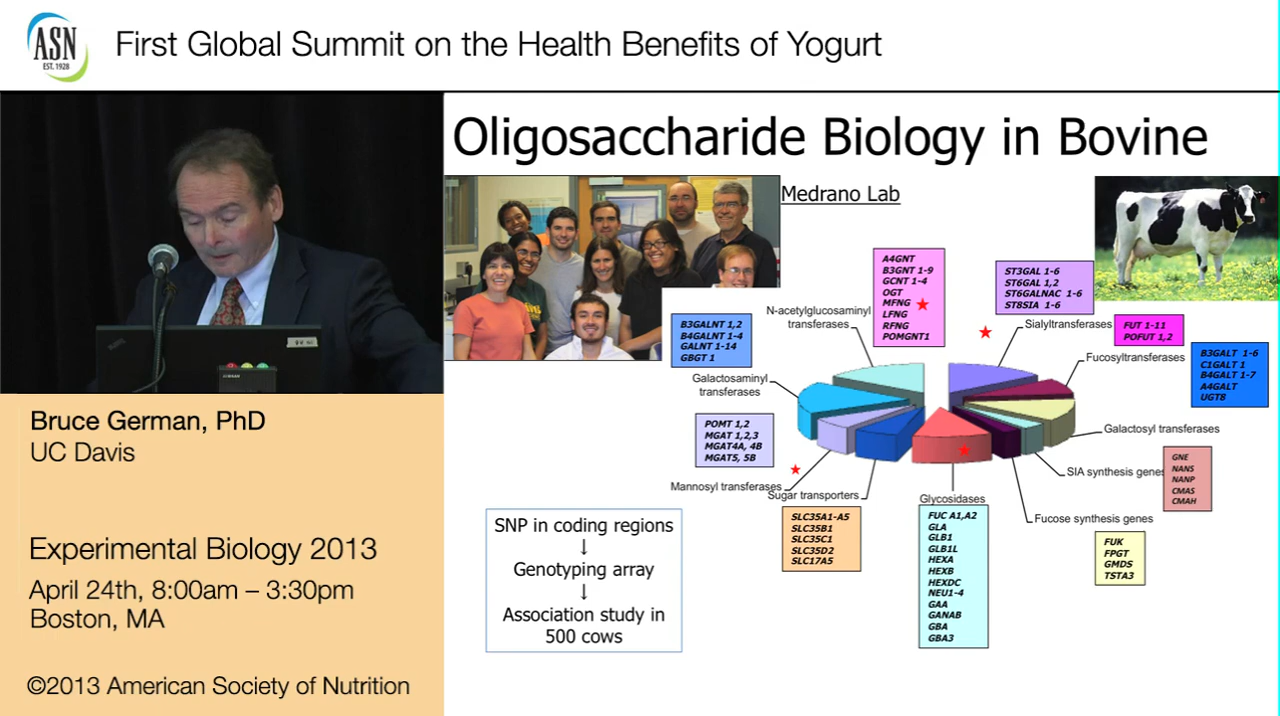 ASN
EST. 1928
First Global Summit on the Health Benefits of Yogurt
Bruce German, PhD
UC Davis
Experimental Biology 2013
April 24th, 8:00am – 3:30pm
Boston, MA
©2013 American Society of Nutrition
Oligosaccharide Biology in Bovine
Medrano Lab
A4GNT
B3GNT 1-9
GCNT 1-4
OGT
MFNG
LFNG
RFNG
POMGNT1
N-acetylglucosaminyl
transferases
ST3GAL 1-6
ST6GAL 1,2
ST6GALNAC 1-6
ST8SIA 1-6
Sialyltransferases
FUT 1-11
POFUT 1,2
Fucosyltransferases
B3GALT 1-6
C1GALT 1
B4GALT 1-7
A4GALT
UGT8
Galactosyl transferases
B3GALNT 1,2
B4GALNT 1-4
GALNT 1-14
GBGT 1
Galactosaminyl
transferases
POMT 1,2
MGAT 1,2,3
MGAT4A, 4B
MGAT5, 5B
Mannosyl transferases
Sugar transporters
SLC35A1-A5
SLC35B1
SLC35C1
SLC35D2
SLC17A5
Glycosidases
FUC A1,A2
GLA
GLB1
GLB1L
HEXA
HEXB
HEXDC
NEU1-4
GAA
GANAB
GBA
GBA3
SIA synthesis genes
GNE
NANS
NANP
CMAS
CMAH
Fucose synthesis genes
FUK
FPGT
GMDS
TSTA3
SNP in coding regions
↓
Genotyping array
↓
Association study in
500 cows